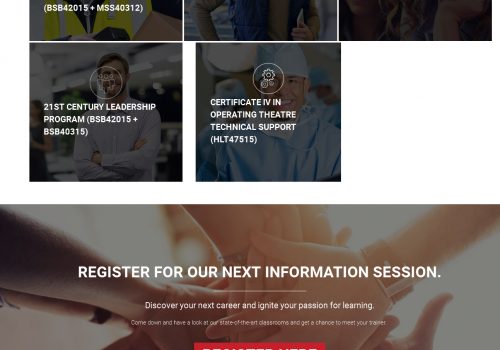 (BSB42015 + MSS40312)
21ST CENTURY LEADERSHIP
PROGRAM (BSB42015 +
BSB40315)
CERTIFICATE IV IN
OPERATING THEATRE
TECHNICAL SUPPORT
(HLT47515)
REGISTER FOR OUR NEXT INFORMATION SESSION.
Discover your next career and ignite your passion for learning.
Come down and have a look at our state-of-the-art classrooms and get a chance to meet your trainer.
REGISTER HERE